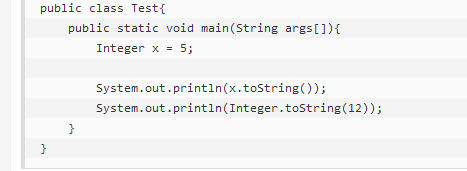 public class Test{
    public static void main(String args[]){
        Integer x = 5;

        System.out.println(x.toString());
        System.out.println(Integer.toString(12));
    }
}